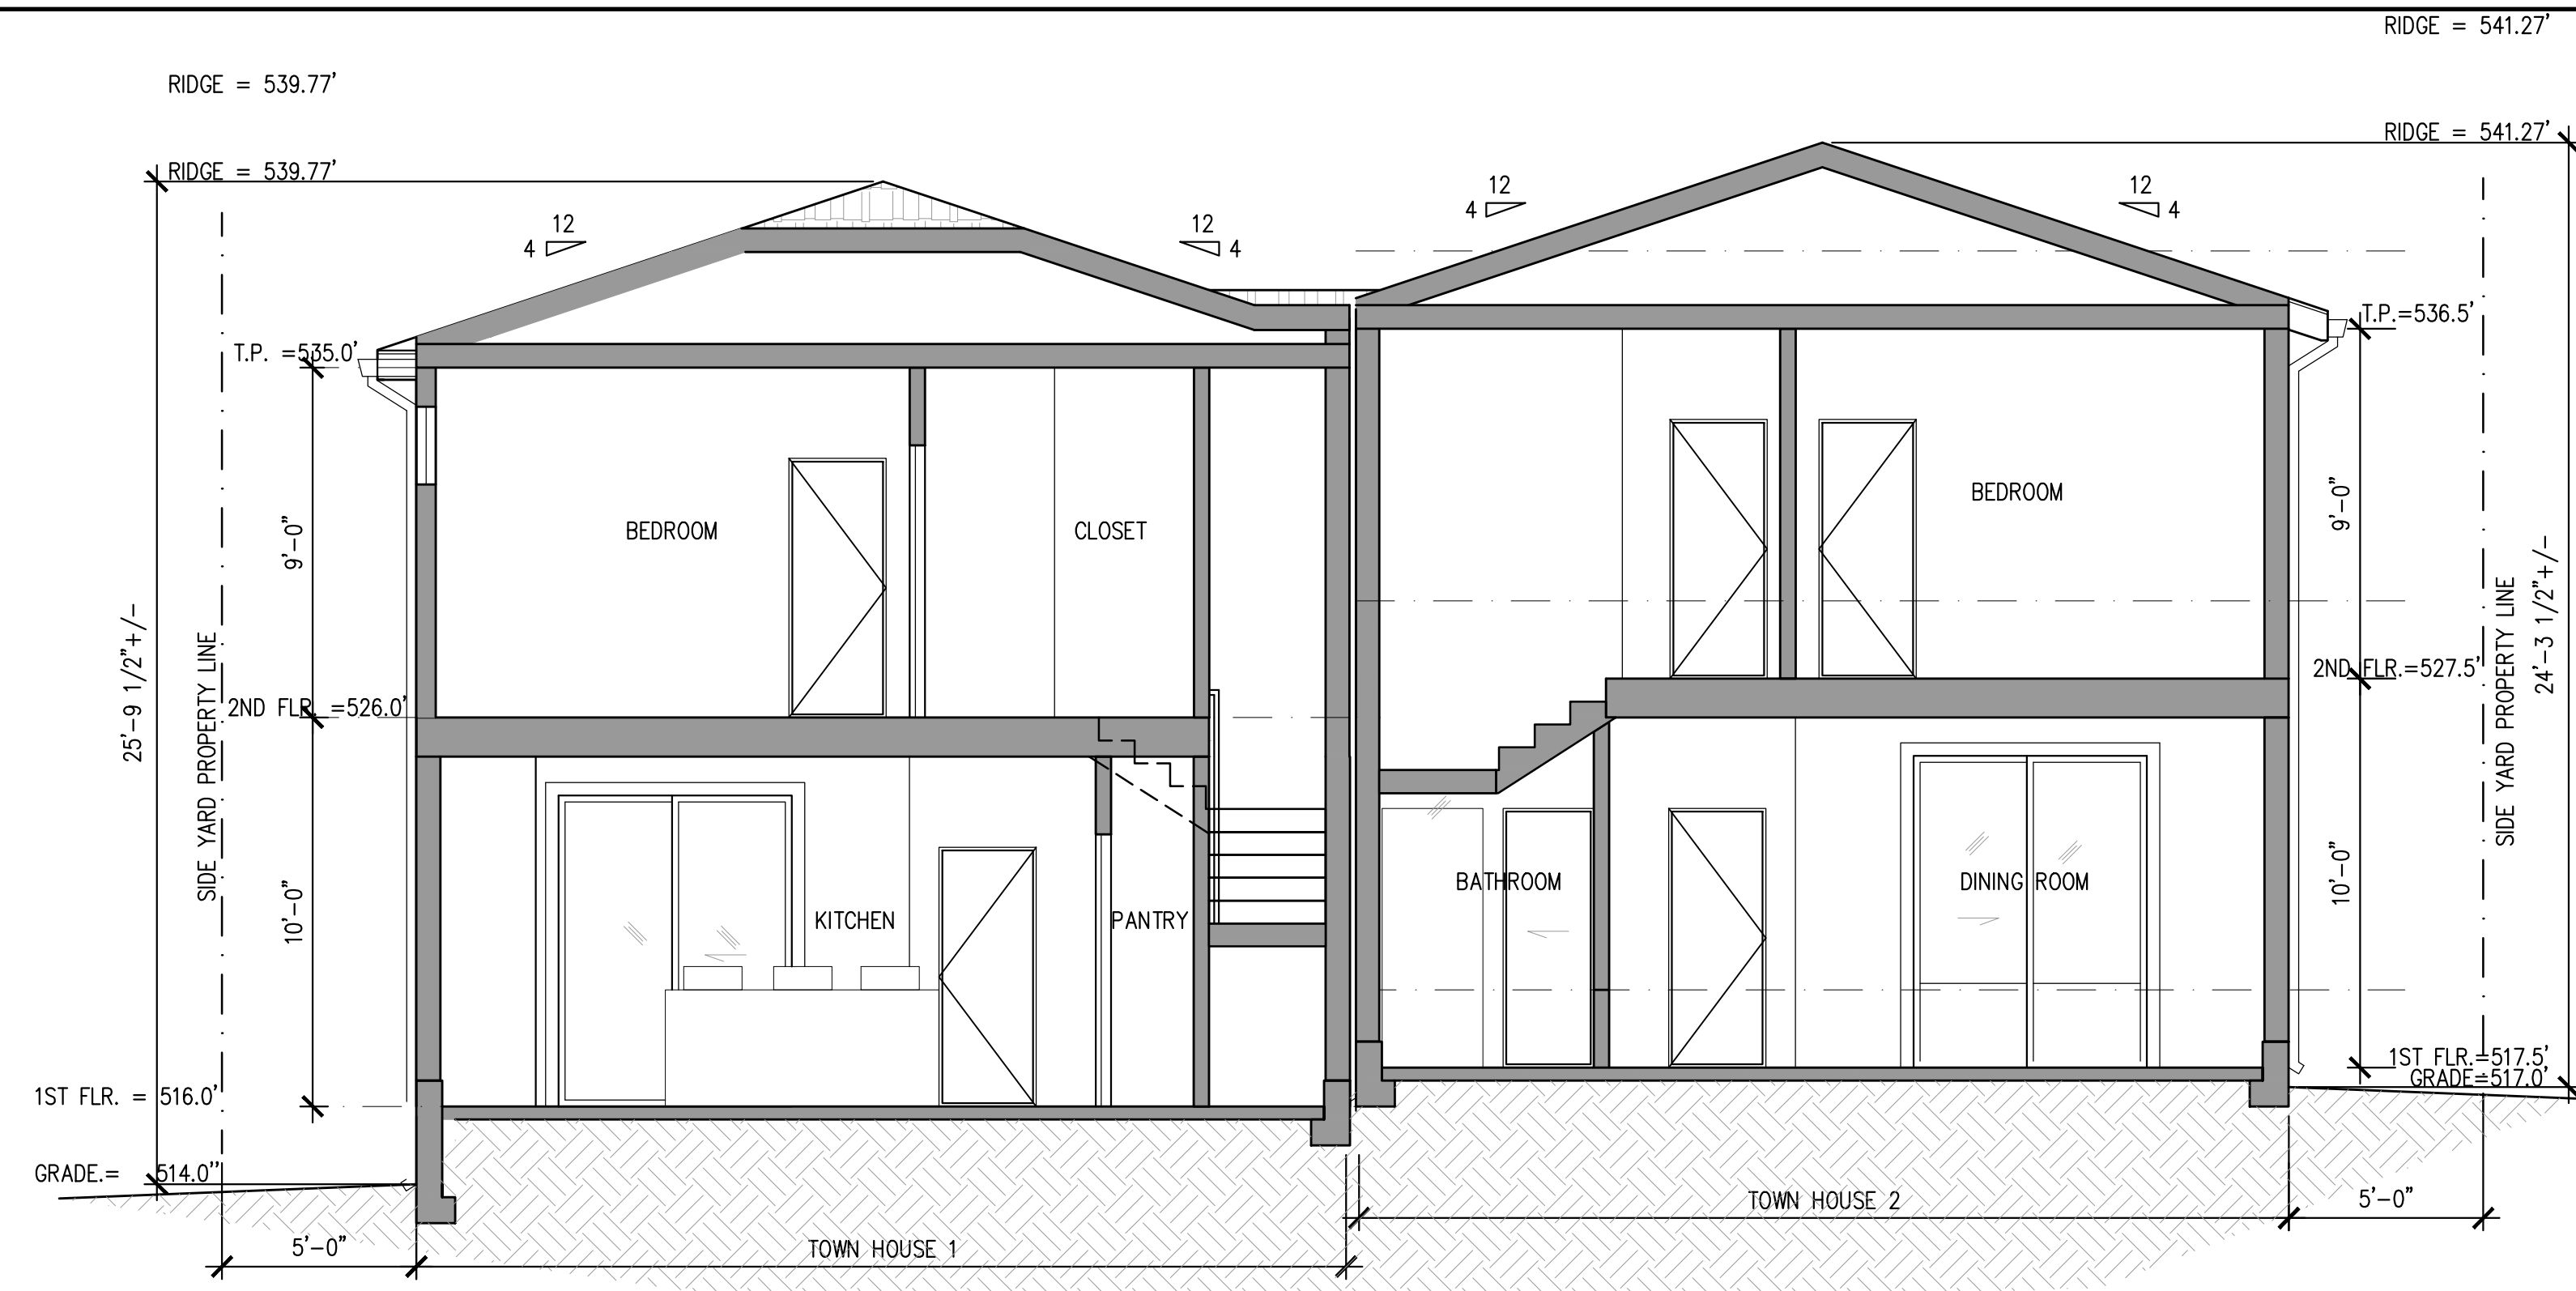 RIDGE = 541.27'
RIDGE = 539.77'
RIDGE = 541.27'
RIDGE = 539.77'
12
4
12
4
12
4
12
4
T.P. =535.0'
T.P.=536.5'
BEDROOM
CLOSET
BEDROOM
9'-0"
9'-0"
25'-9 1/2"+/-
SIDE YARD PROPERTY LINE
24'-3 1/2"+/-
SIDE YARD PROPERTY LINE
2ND FLR. =526.0'
2ND FLR.=527.5'
10'-0"
10'-0"
KITCHEN
PANTRY
BATHROOM
DINING ROOM
1ST FLR. = 516.0'
1ST FLR.=517.5'
GRADE=517.0'
GRADE.= 514.0"
TOWN HOUSE 2
5'-0"
5'-0"
TOWN HOUSE 1